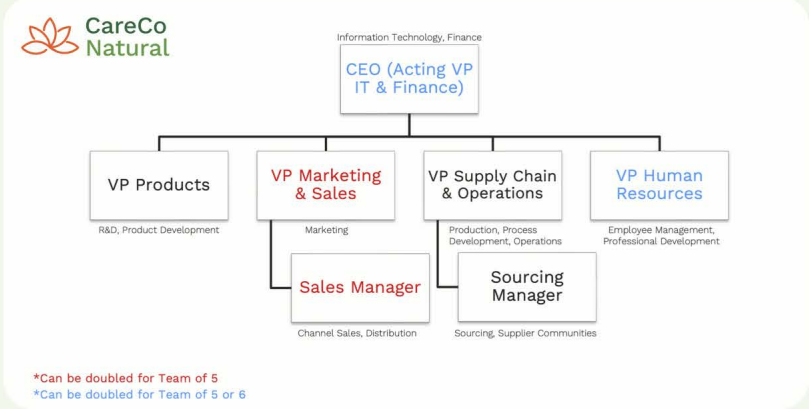 CareCo
Natural
Information Technology, Finance
CEO (Acting VP
IT & Finance)
VP Products
R&D, Product Development
VP Marketing
& Sales
Marketing
VP Supply Chain
& Operations
Production, Process
Development, Operations
VP Human
Resources
Employee Management,
Professional Development
Sales Manager
Channel Sales, Distribution
Sourcing
Manager
Sourcing, Supplier Communities
*Can be doubled for Team of 5
*Can be doubled for Team of 5 or 6